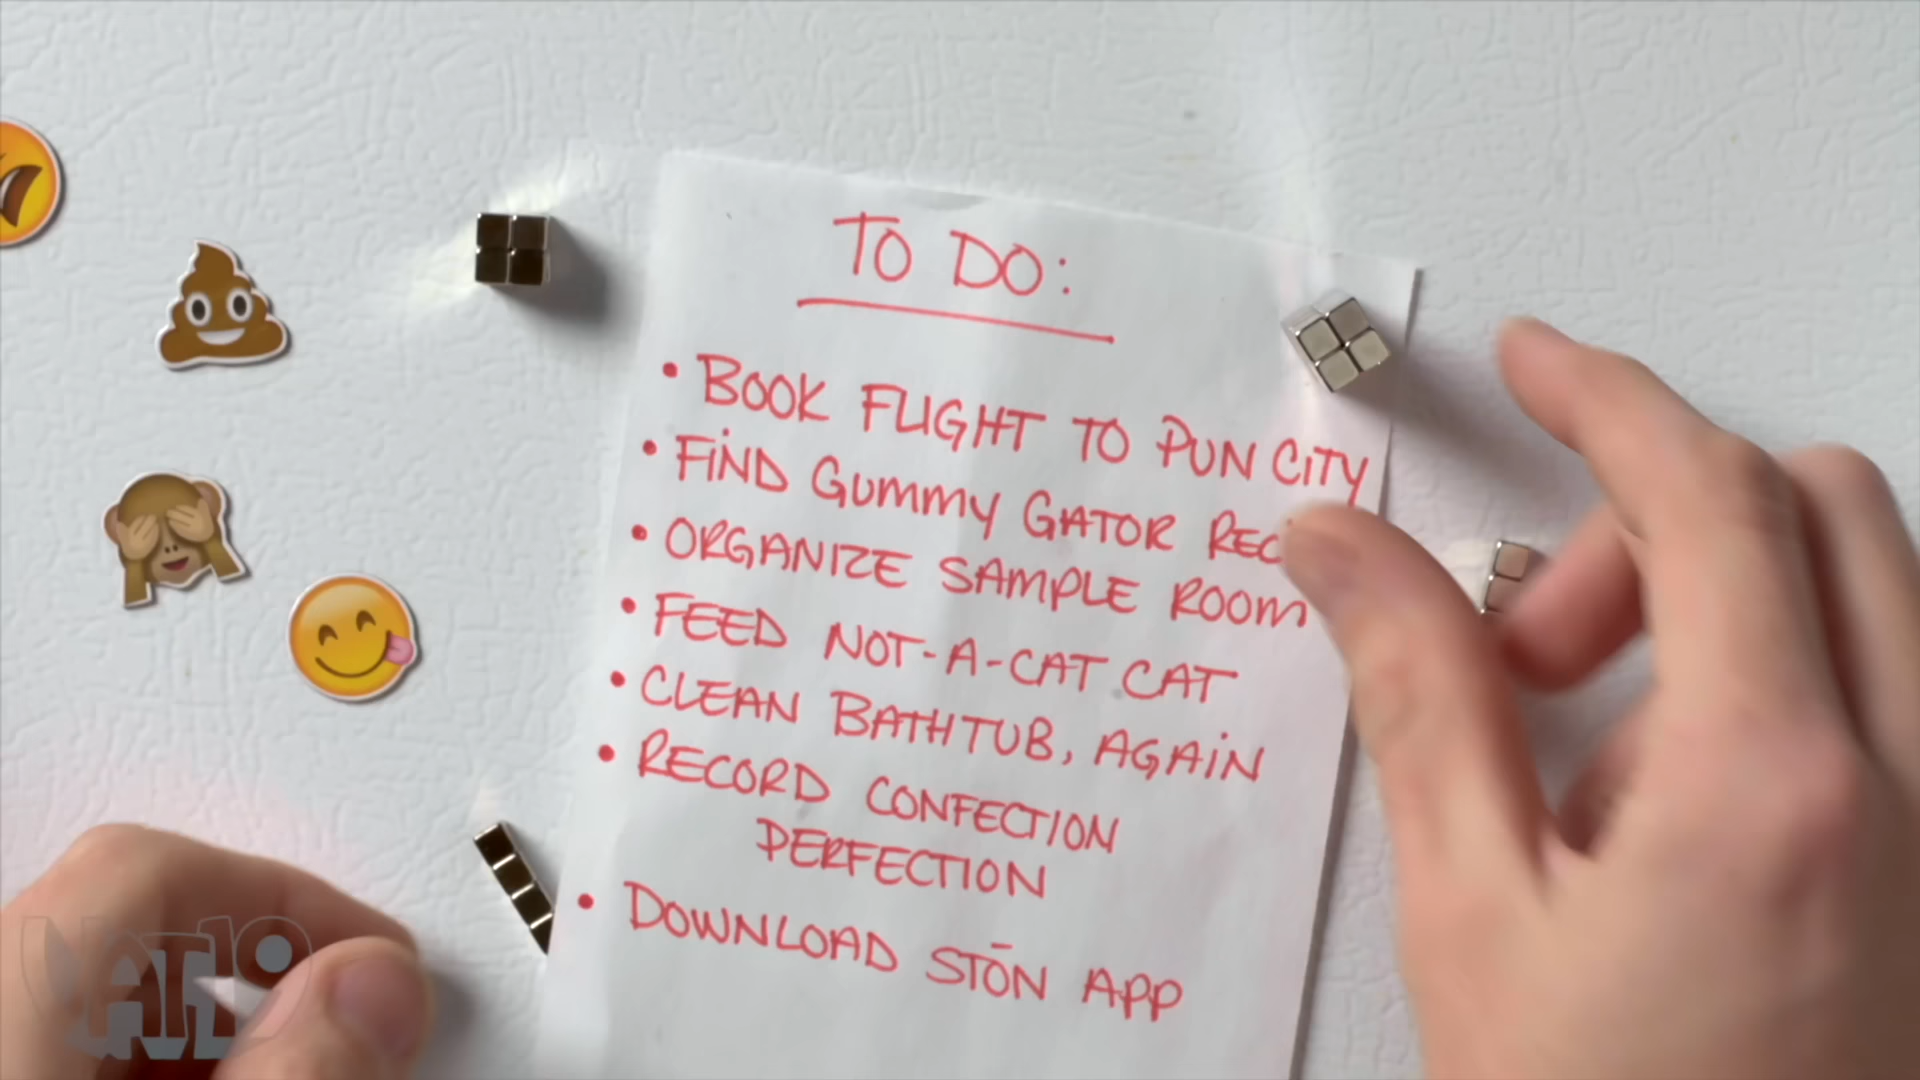 TO DO:
• BOOK FLIGHT TO PUN CITY
• FIND GUMMY GATOR
• ORGANIZE SAMPLE ROOM
• FEED NOT-A-CAT CAT
• CLEAN BATHTUB, AGAIN
• RECORD CONFECTION
PERFECTION
• DOWNLOAD STŌN APP
VAT19